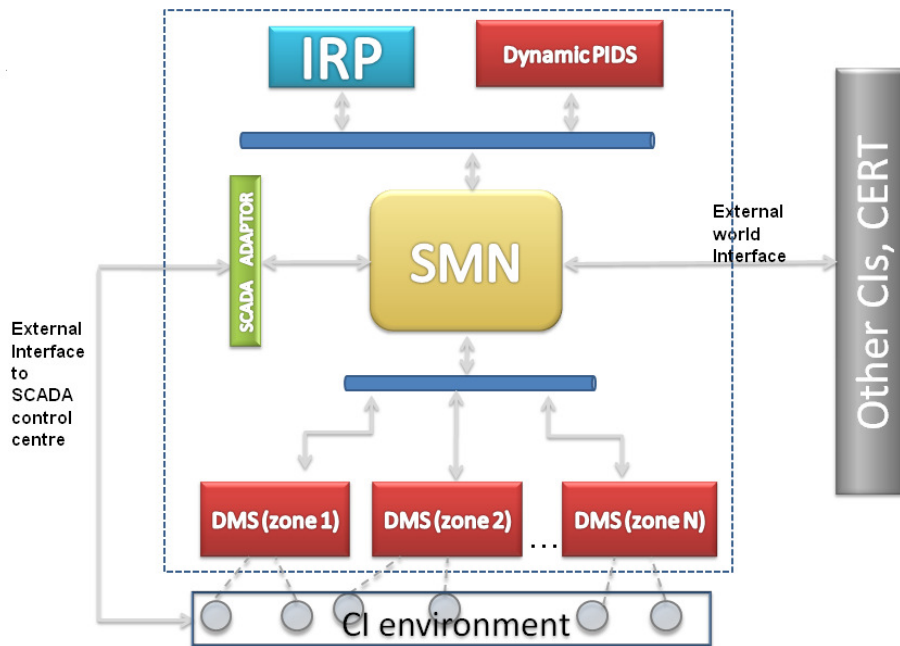 IRP
Dynamic PIDS
SCADA ADAPTOR
SMN
External
world
Interface
Other CIs, CERT
External
Interface
to
SCADA
control
centre
DMS (zone 1)
DMS (zone 2)
...
DMS (zone N)
CI environment